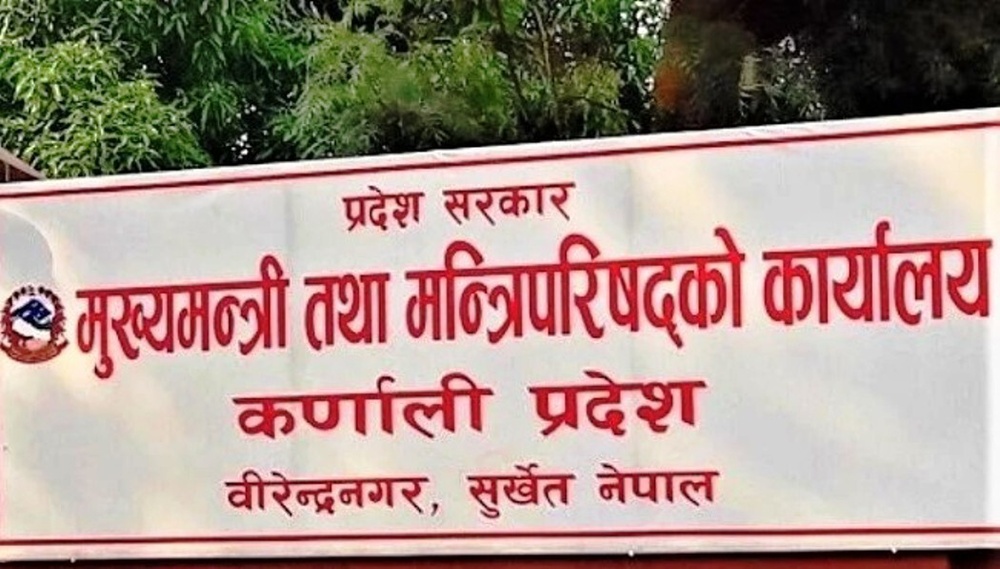 प्रदेश सरकार
मुख्यमन्त्री तथा मन्त्रिपरिषद्को कार्यालय
कर्णाली प्रदेश
वीरेन्द्रनगर, सुर्खेत नेपाल